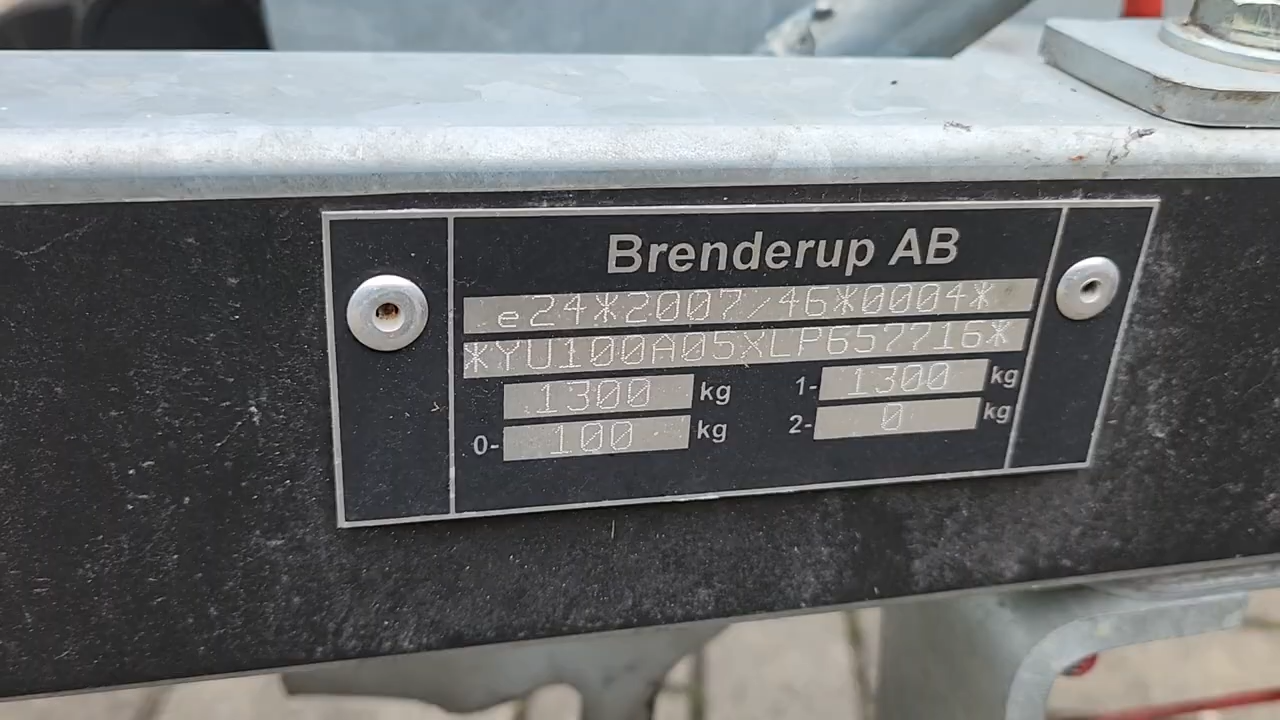 Brenderup AB
e24*2007/46*0004*
*YU100A05XLP657716*
1300 kg 1- 1300 kg
0- 100 kg 2- 0 kg